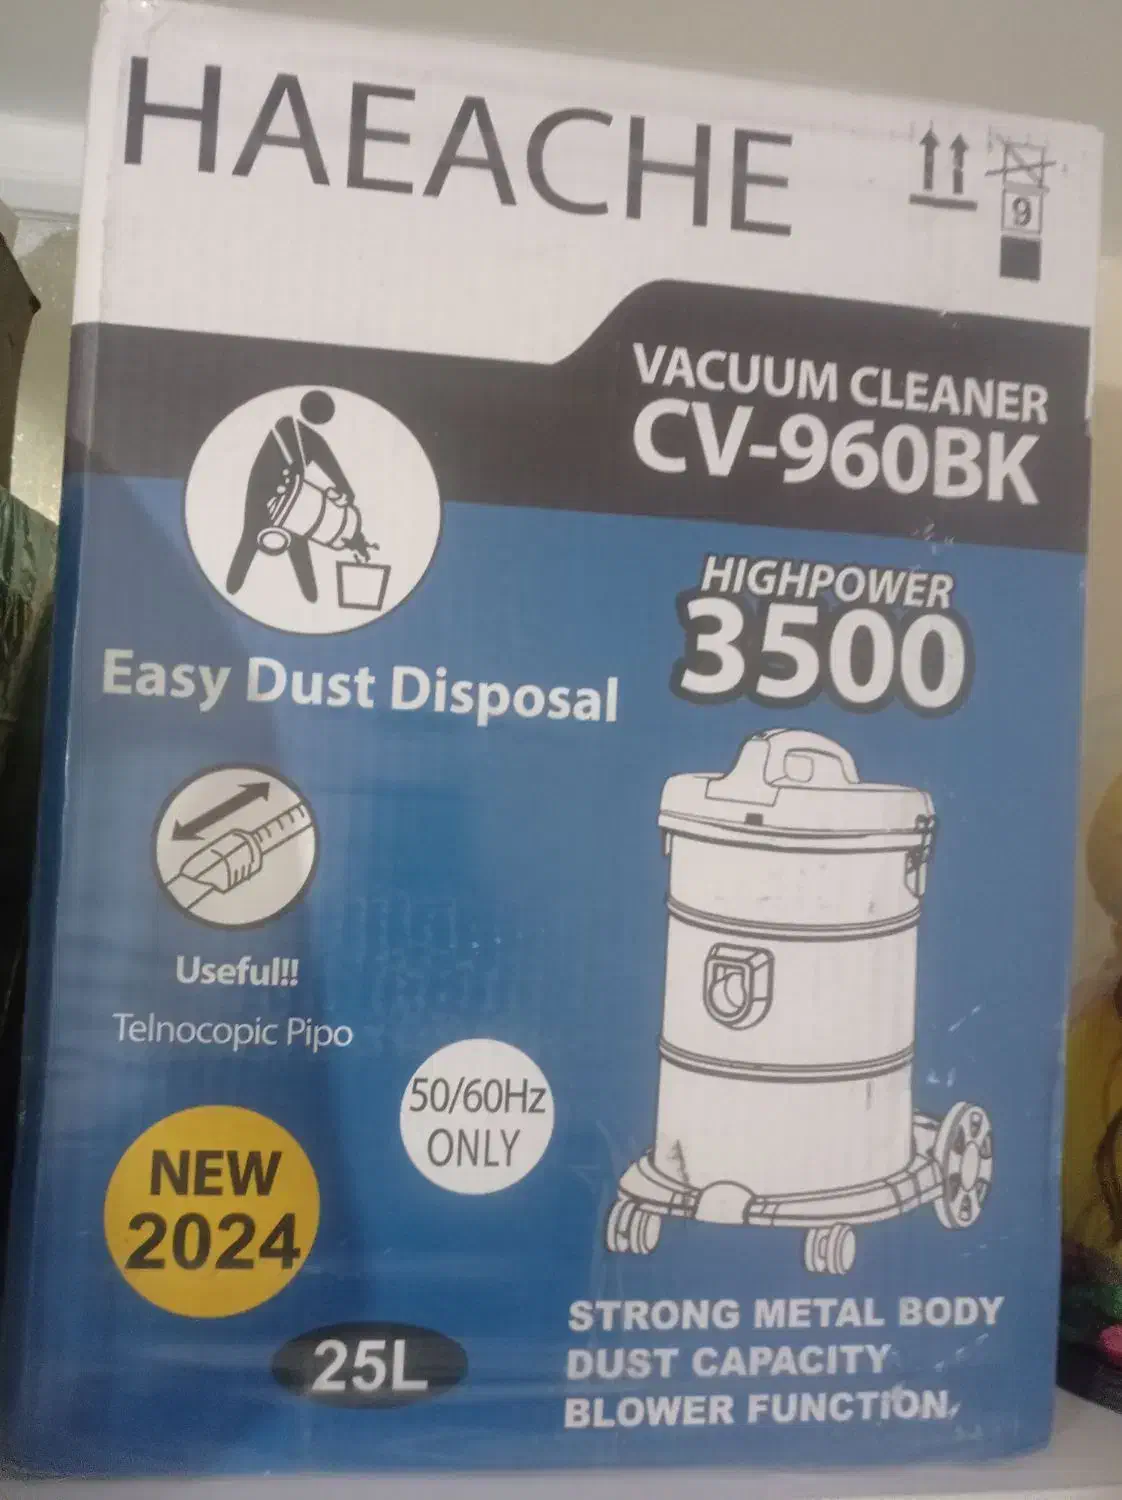 HAEACHE
9
VACUUM CLEANER
CV-960BK
HIGHPOWER
3500
Easy Dust Disposal
Useful!!
Telnocopic Pipo
50/60Hz
ONLY
NEW
2024
25L
STRONG METAL BODY
DUST CAPACITY
BLOWER FUNCTION